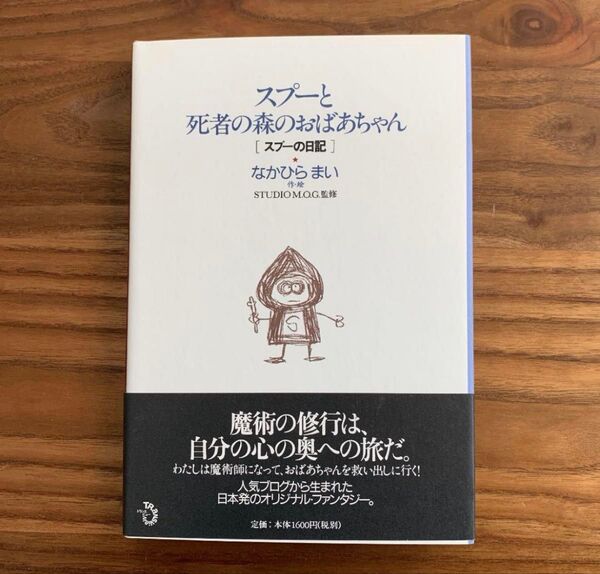 スプーと
死者の森のおばあちゃん
[スプーの日記]
★
なかひら まい
作・絵
STUDIO M.O.G.監修
G
魔術の修行は、
自分の心の奥への旅だ。
わたしは魔術師になって、おばあちゃんを救い出しに行く!
人気ブログから生まれた
日本発のオリジナル・ファンタジー。
定価:本体1600円(税別)